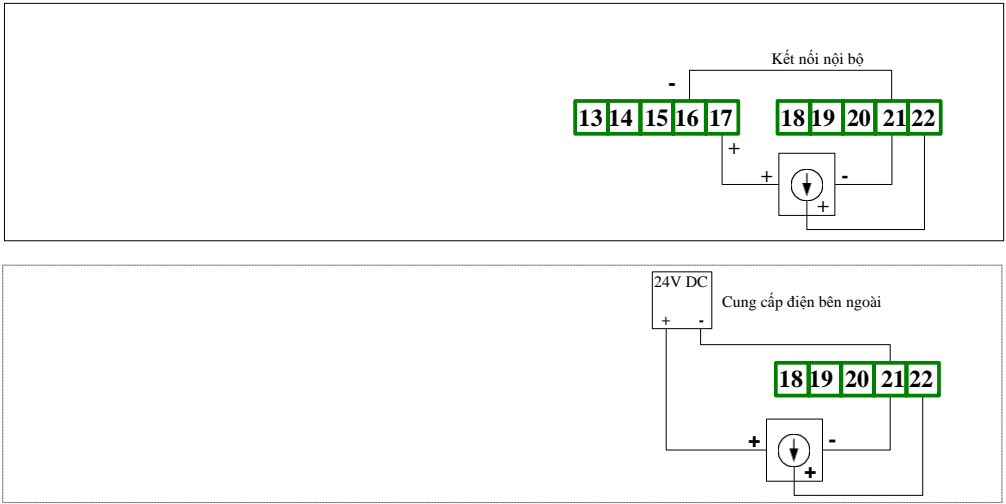 Kết nối nội bộ
-
13 14 15 16 17 18 19 20 21 22
+
+ -
+
24V DC
Cung cấp điện bên ngoài
+ -
18 19 20 21 22
+ -
+